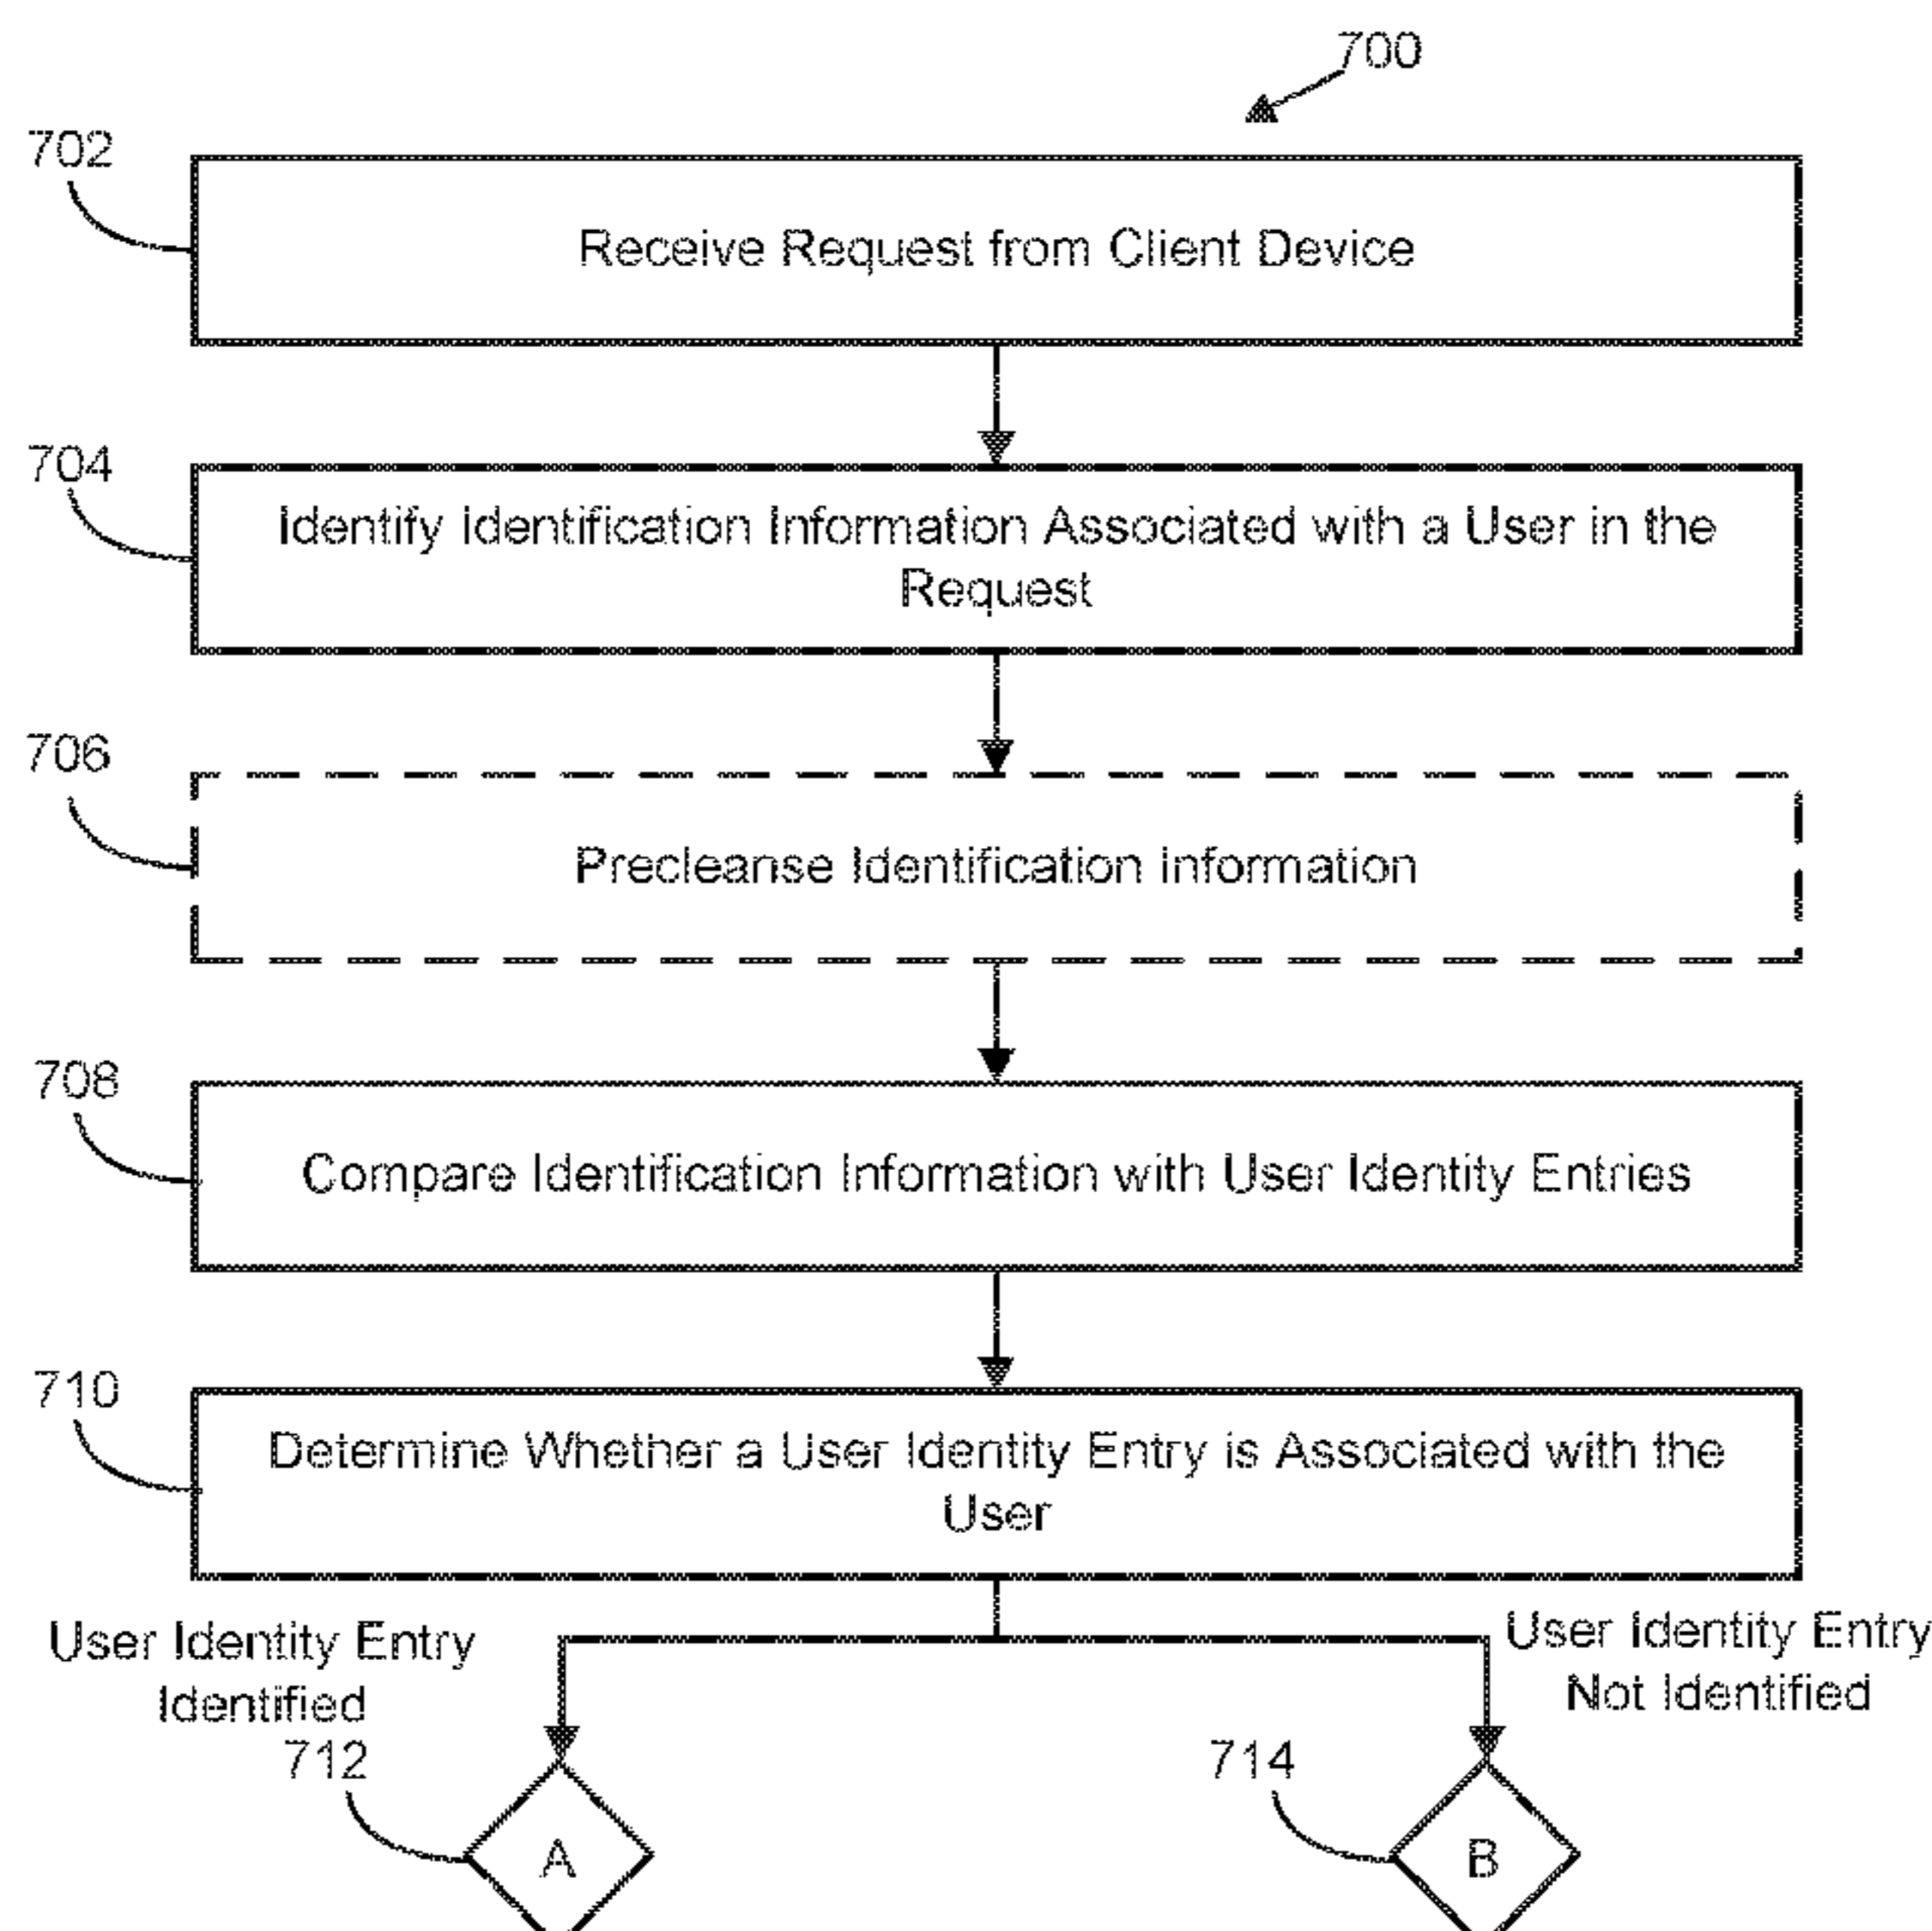 700
702
Receive Request from Client Device
704
Identify Identification Information Associated with a User in the
Request
706
Precleanse Identification Information
708
Compare Identification Information with User Identity Entries
710
Determine Whether a User Identity Entry is Associated with the
User
User Identity Entry
Identified
User Identity Entry
Not Identified
712
A
714
B